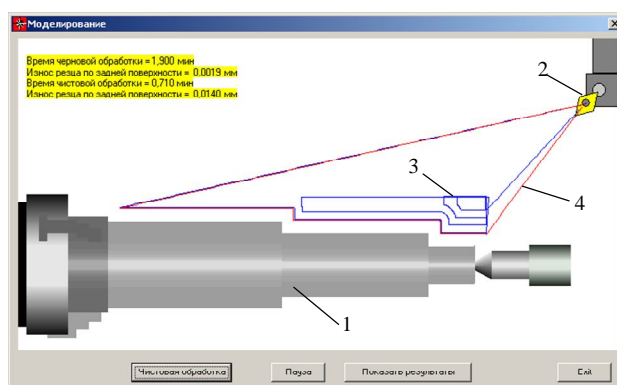 Моделирование
Время черновой обработки = 1,900 мин
Износ резца по задней поверхности = 0,0019 мм
Время чистовой обработки = 0,710 мин
Износ резца по задней поверхности = 0,0140 мм
2
3
4
1
Чистовая обработка
Пауза
Показать результаты
Exit